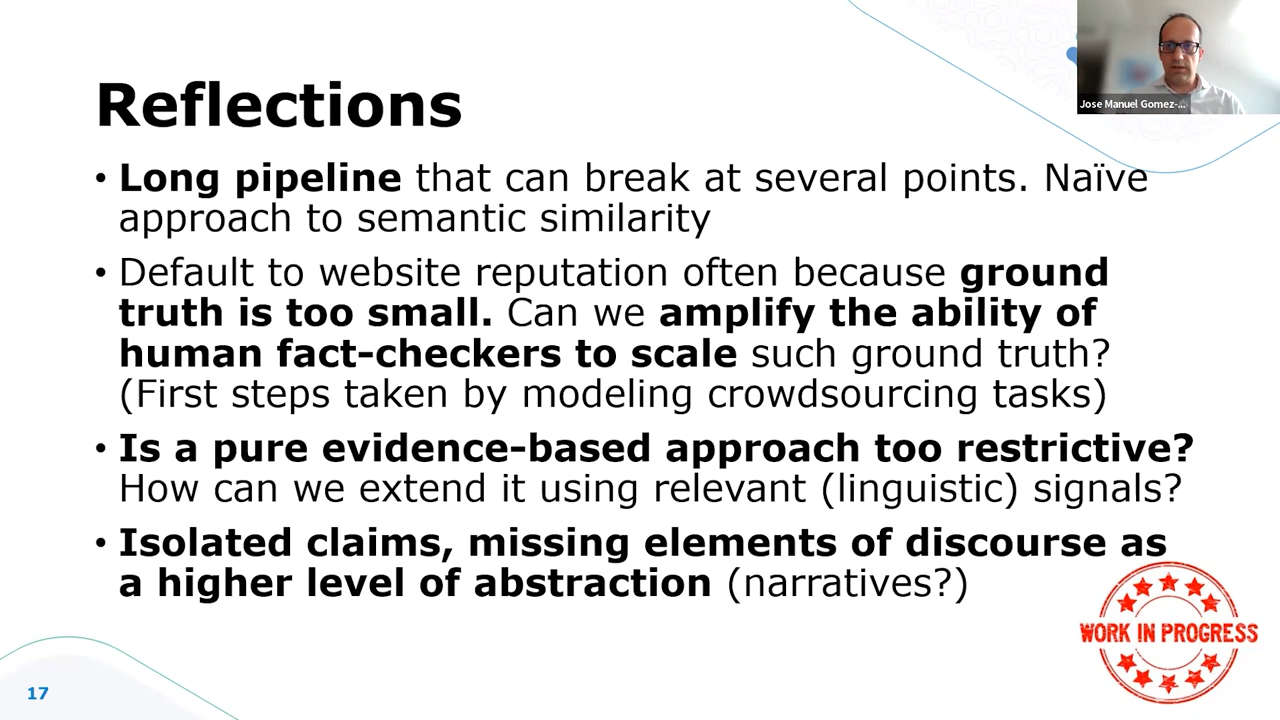 Jose Manuel Gomez-...
Reflections
• Long pipeline that can break at several points. Naïve
approach to semantic similarity
• Default to website reputation often because ground
truth is too small. Can we amplify the ability of
human fact-checkers to scale such ground truth?
(First steps taken by modeling crowdsourcing tasks)
• Is a pure evidence-based approach too restrictive?
How can we extend it using relevant (linguistic) signals?
• Isolated claims, missing elements of discourse as
a higher level of abstraction (narratives?)
WORK IN PROGRESS
17